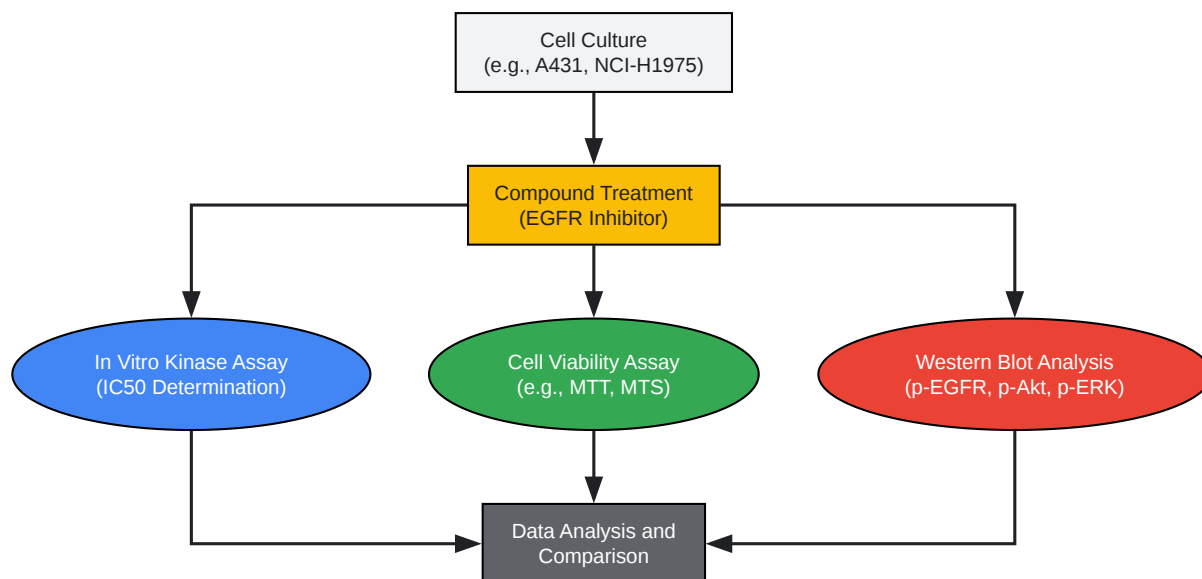 Cell Culture
(e.g., A431, NCI-H1975)
Compound Treatment
(EGFR Inhibitor)
In Vitro Kinase Assay
(IC50 Determination)
Cell Viability Assay
(e.g., MTT, MTS)
Western Blot Analysis
(p-EGFR, p-Akt, p-ERK)
Data Analysis and
Comparison